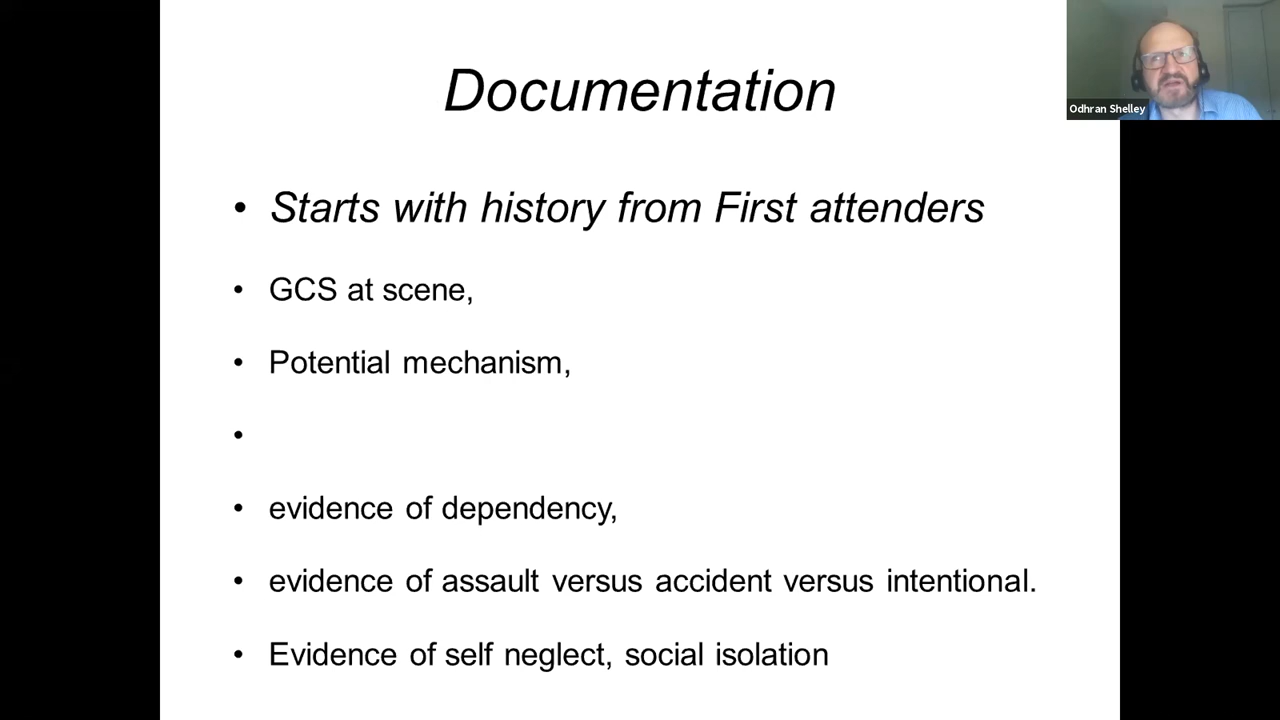 Documentation
Odhran Shelley
• Starts with history from First attenders
• GCS at scene,
• Potential mechanism,
•
• evidence of dependency,
• evidence of assault versus accident versus intentional.
• Evidence of self neglect, social isolation